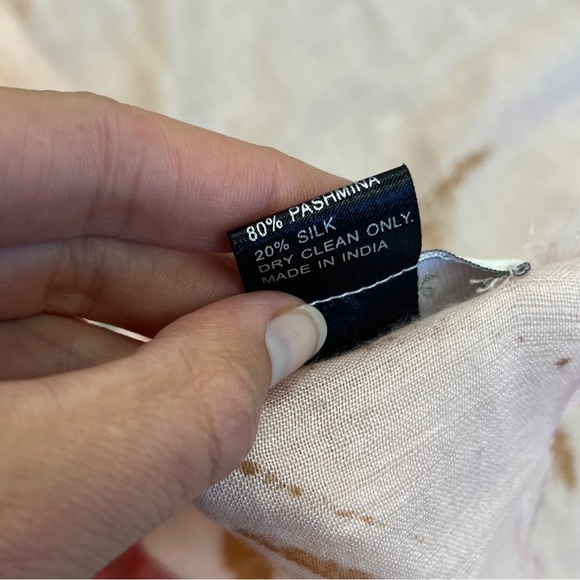 80% PASHMINA
20% SILK
DRY CLEAN ONLY.
MADE IN INDIA